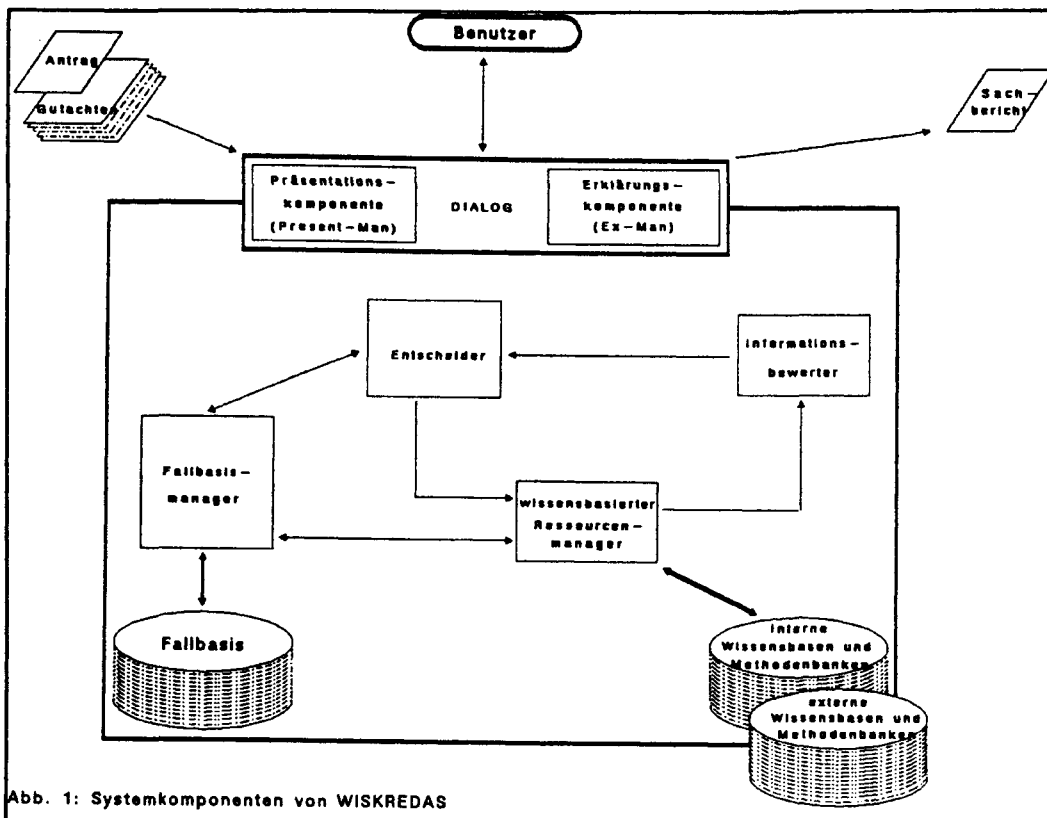 Benutzer
Antrag
Gutachten
Sach-
bericht
Präsentations-
komponente
(Present-Man)
DIALOG
Erklärungs-
komponente
(Ex-Man)
Entscheider
Informations-
bewerter
Fallbasis-
manager
wissensbasierter
Ressourcen-
manager
Fallbasis
interne
Wissensbasen und
Methodenbanken
externe
Wissensbasen und
Methodenbanken
Abb. 1: Systemkomponenten von WISKREDAS